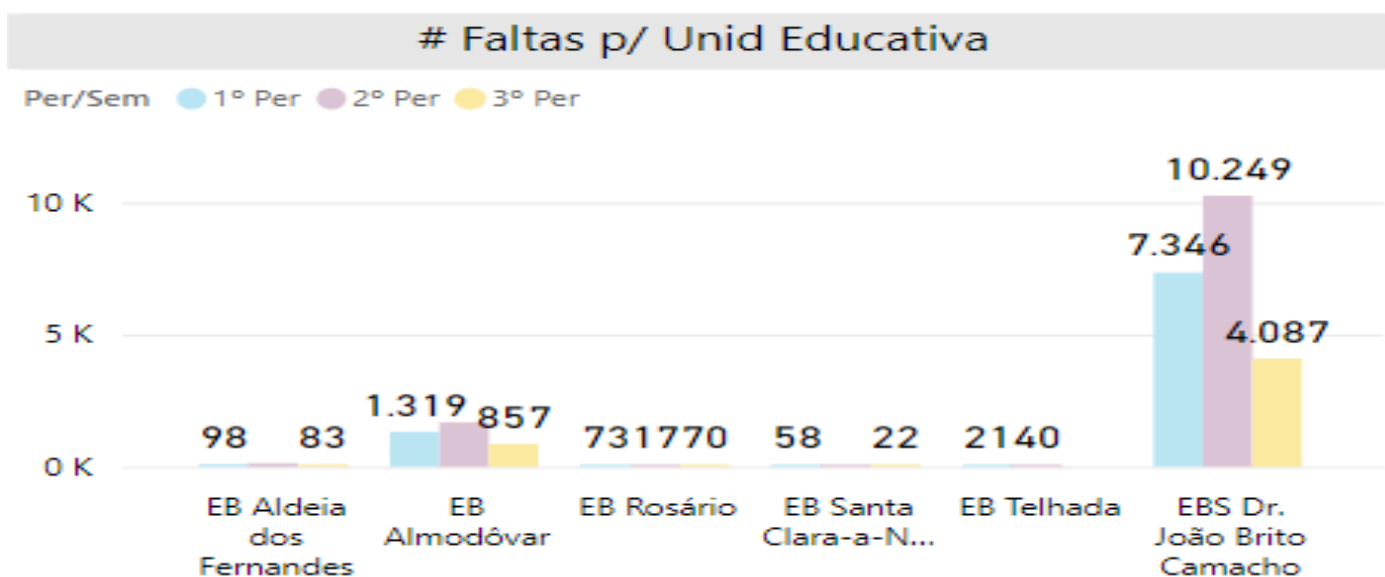 # Faltas p/ Unid Educativa
Per/Sem 1º Per 2º Per 3º Per
10.249
10 K
7.346
5 K
4.087
1.319 857
98 83 731770 58 22 2140
0 K
EB Aldeia dos Fernandes
EB Almodôvar
EB Rosário
EB Santa Clara-a-N...
EB Telhada
EBS Dr. João Brito Camacho